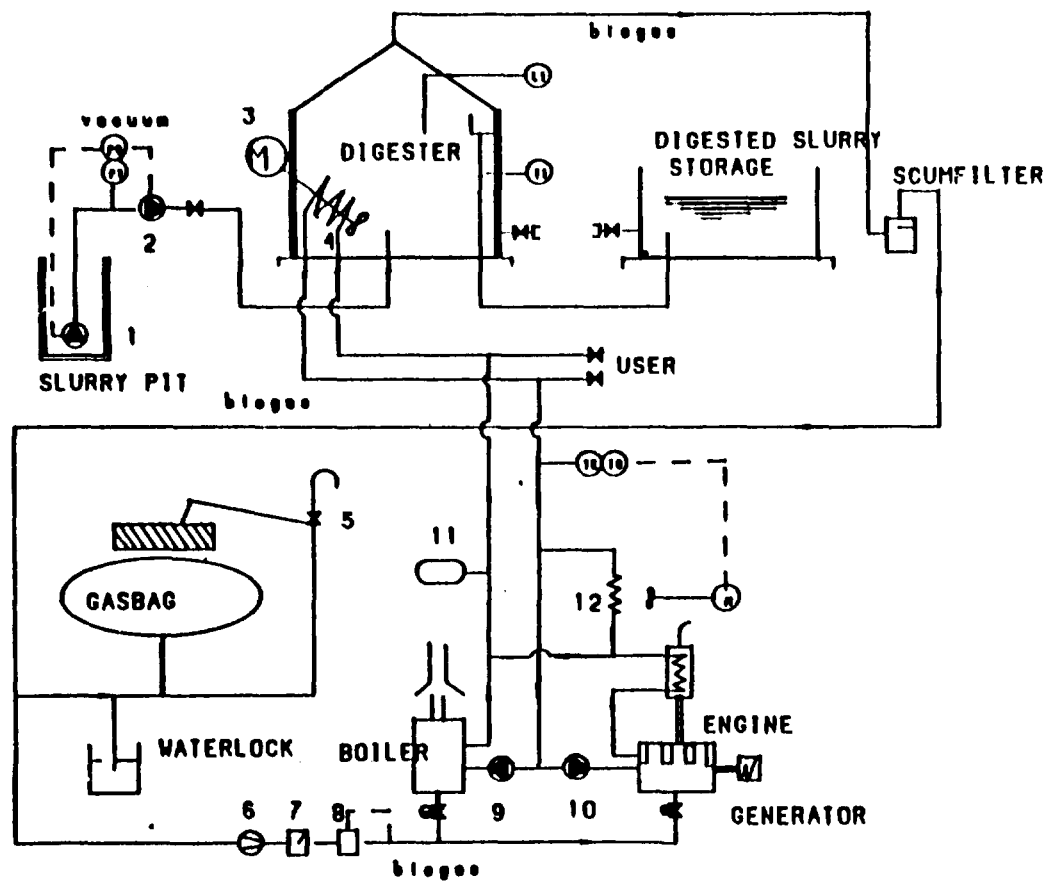 biogas
3
vacuum
M
DIGESTER
DIGESTED SLURRY
STORAGE
SCUMFILTER
2
4
1
SLURRY PIT
USER
biogas
5
11
GASBAG
12
ENGINE
WATERLOCK
BOILER
6
7
8
9
10
GENERATOR
biogas